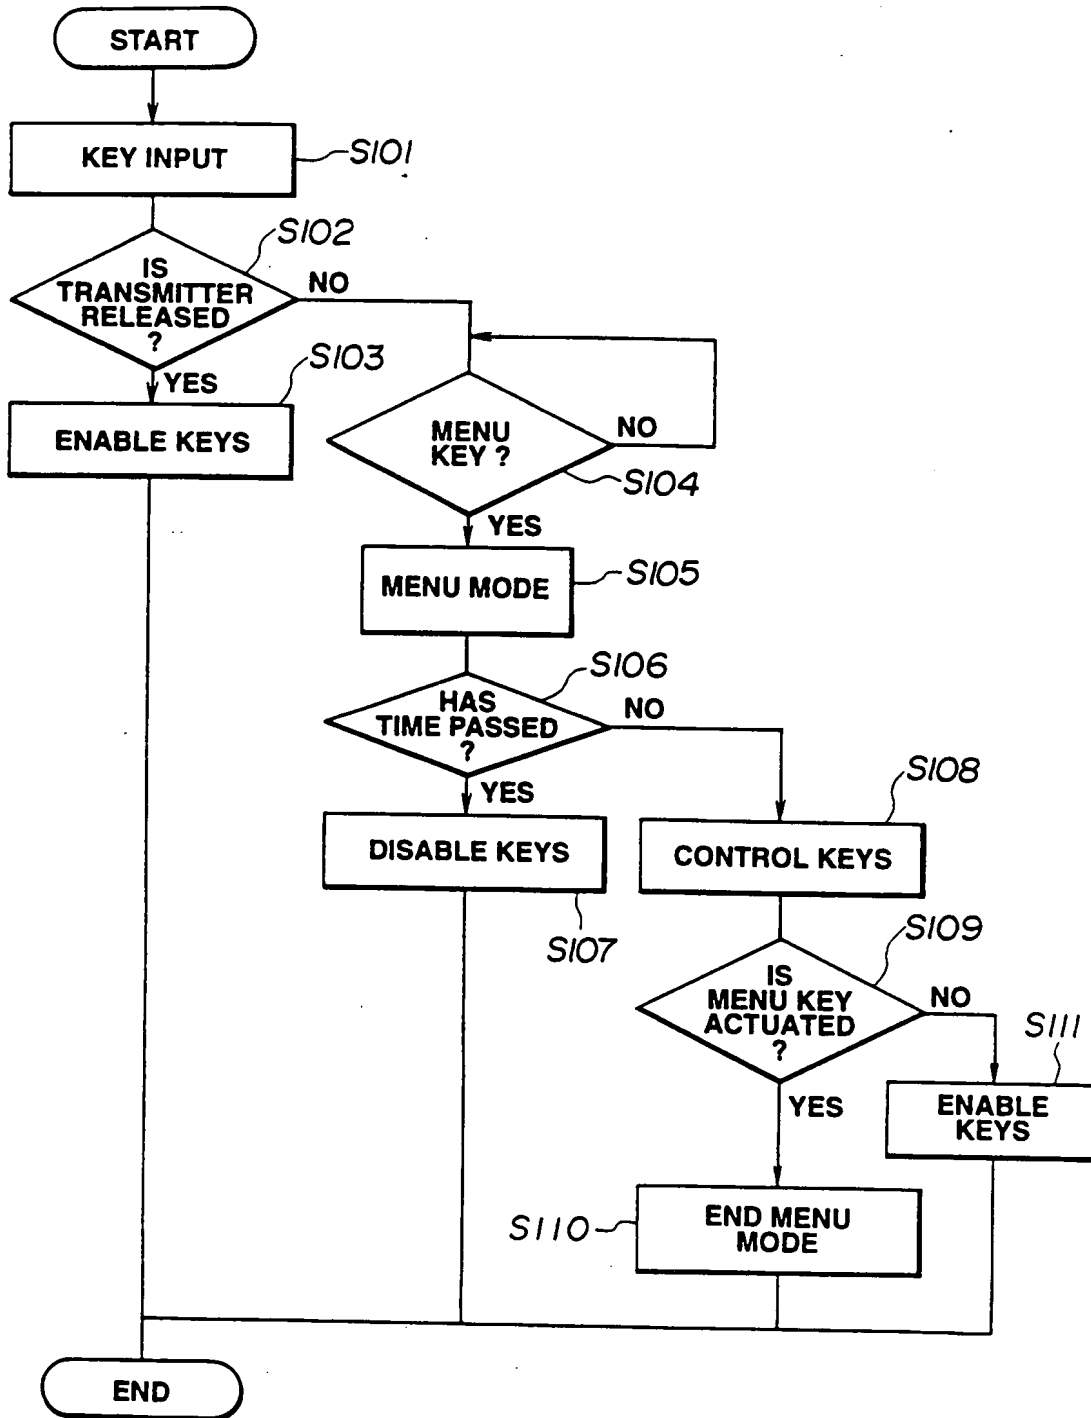 START
KEY INPUT
S101
S102
IS
TRANSMITTER
RELEASED
?
NO
YES
S103
ENABLE KEYS
MENU
KEY ?
NO
S104
YES
MENU MODE
S105
S106
HAS
TIME PASSED
?
NO
YES
S108
DISABLE KEYS
CONTROL KEYS
S107
S109
IS
MENU KEY
ACTUATED
?
NO
S111
YES
ENABLE
KEYS
S110
END MENU
MODE
END